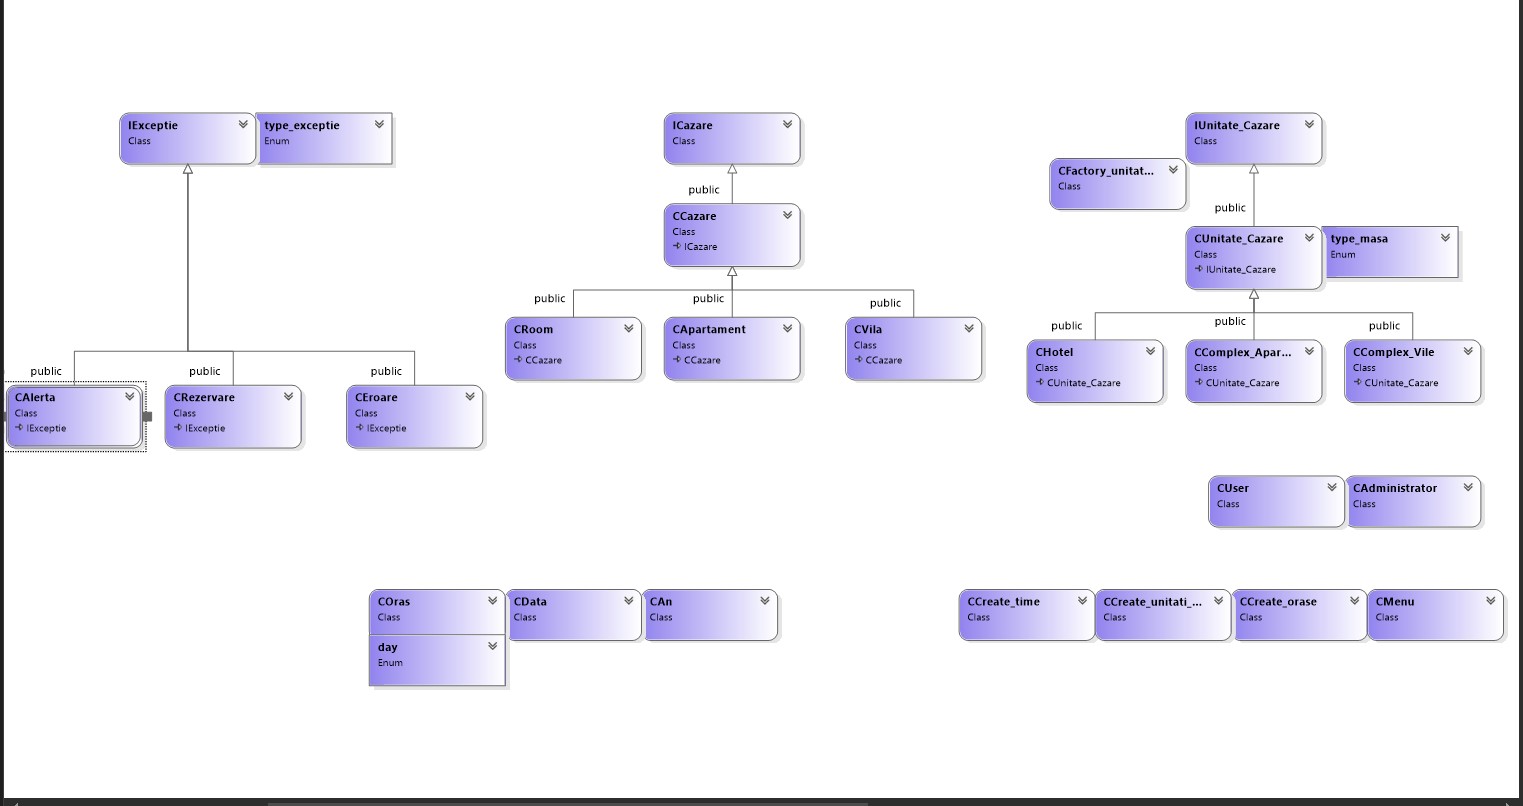 IExceptie
Class
type_exceptie
Enum
public
CAlerta
Class
IExceptie
public
CRezervare
Class
IExceptie
public
CEroare
Class
IExceptie
ICazare
Class
public
CCazare
Class
ICazare
public
CRoom
Class
CCazare
public
CApartament
Class
CCazare
public
CVila
Class
CCazare
IUnitate_Cazare
Class
CFactory_unitat...
Class
public
CUnitate_Cazare
Class
IUnitate_Cazare
type_masa
Enum
public
CHotel
Class
CUnitate_Cazare
public
CComplex_Apar...
Class
CUnitate_Cazare
public
CComplex_Vile
Class
CUnitate_Cazare
CUser
Class
CAdministrator
Class
COras
Class
day
Enum
CData
Class
CAn
Class
CCreate_time
Class
CCreate_unitati_...
Class
CCreate_orase
Class
CMenu
Class